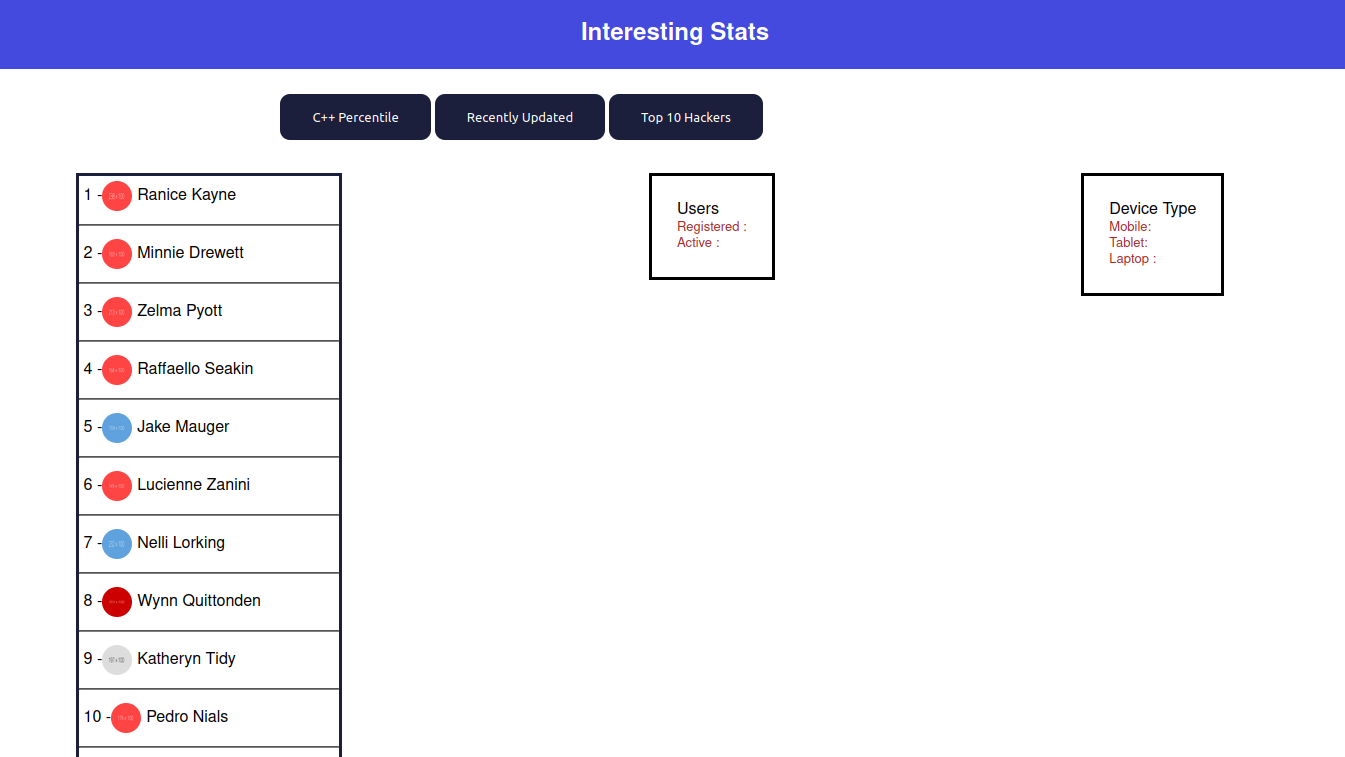 Interesting Stats
C++ Percentile
Recently Updated
Top 10 Hackers
1 - Ranice Kayne
2 - Minnie Drewett
3 - Zelma Pyott
4 - Raffaello Seakin
5 - Jake Mauger
6 - Lucienne Zanini
7 - Nelli Lorking
8 - Wynn Quittonden
9 - Katheryn Tidy
10 - Pedro Nials
Users
Registered :
Active :
Device Type
Mobile:
Tablet:
Laptop :